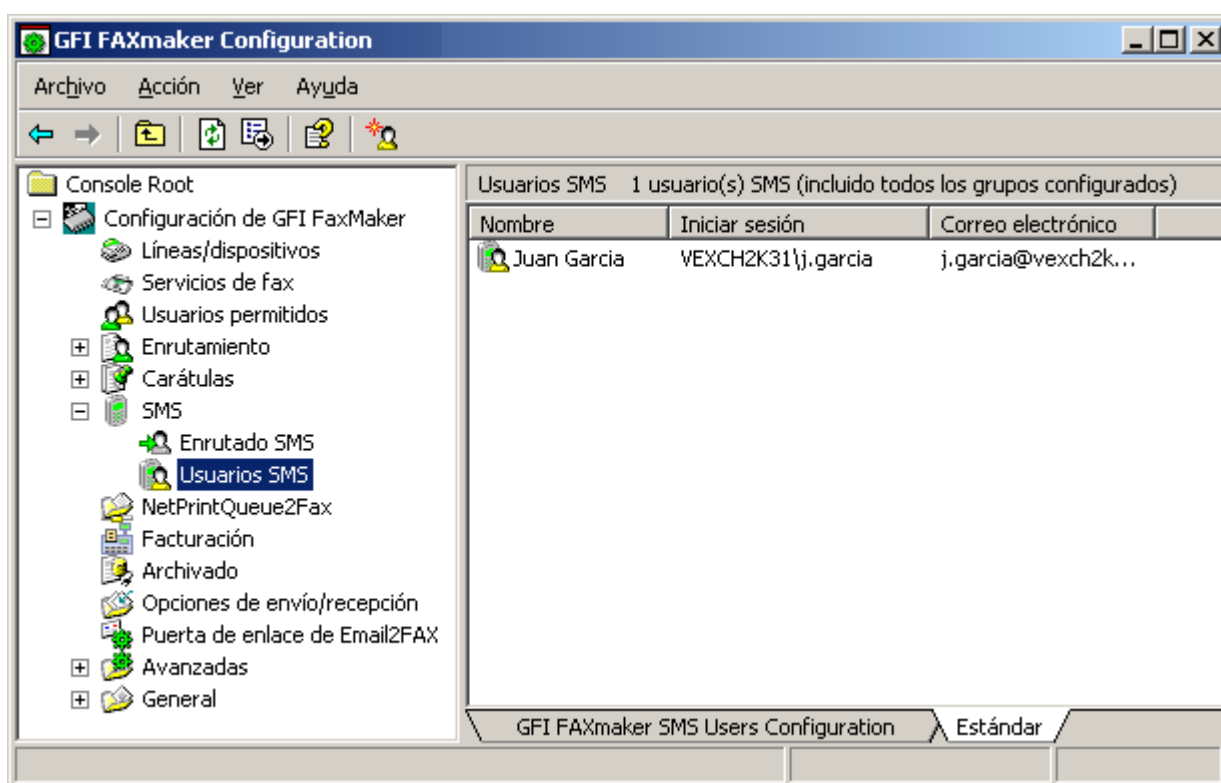 GFI FAXmaker Configuration
Archivo Acción Ver Ayuda
Console Root
Configuración de GFI FaxMaker
Líneas/dispositivos
Servicios de fax
Usuarios permitidos
Enrutamiento
Carátulas
SMS
Enrutado SMS
Usuarios SMS
NetPrintQueue2Fax
Facturación
Archivado
Opciones de envío/recepción
Puerta de enlace de Email2FAX
Avanzadas
General
Usuarios SMS 1 usuario(s) SMS (incluido todos los grupos configurados)
Nombre Iniciar sesión Correo electrónico
Juan Garcia VEXCH2K31\j.garcia j.garcia@vexch2k...
GFI FAXmaker SMS Users Configuration Estándar